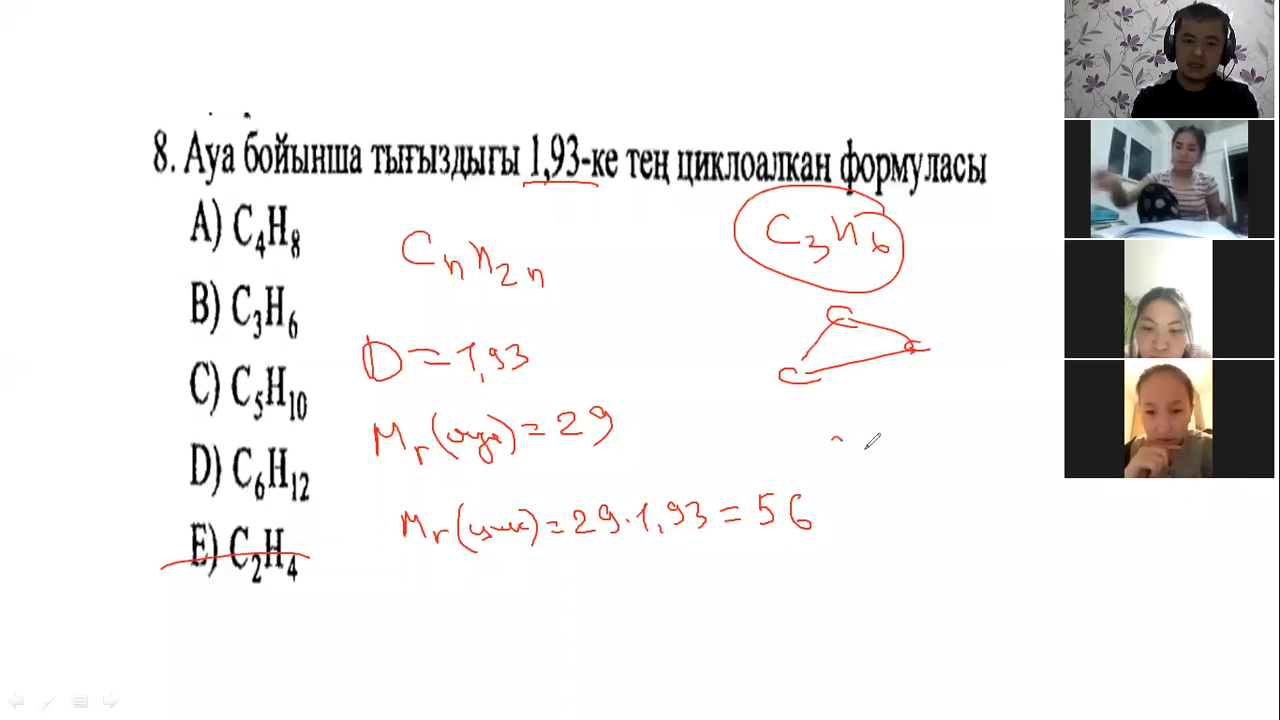 8. Ауа бойынша тығыздығы 1,93-ке тең циклоалкан формуласы
A) C₄H₈
B) C₃H₆
C) C₅H₁₀
D) C₆H₁₂
E) C₂H₄
CnH2n
D = 1,93
Mr(ауа) = 29
Mr(цикл) = 29·1,93 = 56
C₃H₆
C
C C